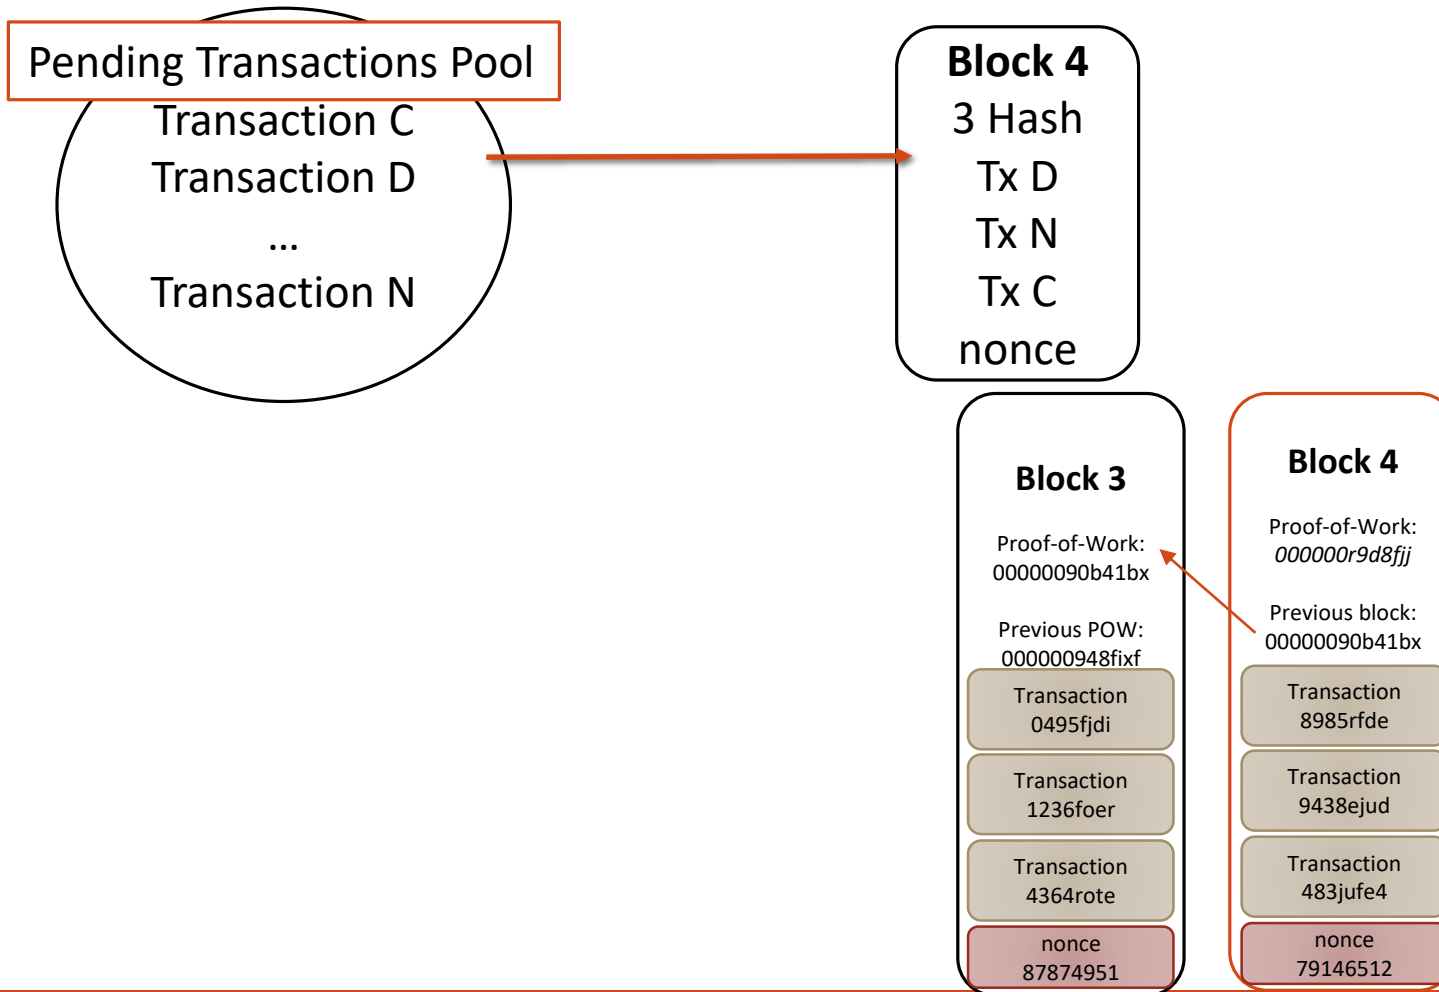 Pending Transactions Pool
Transaction C
Transaction D
...
Transaction N
Block 4
3 Hash
Tx D
Tx N
Tx C
nonce
Block 3
Proof-of-Work:
00000090b41bx
Previous POW:
000000948fixf
Transaction
0495fjdi
Transaction
1236foer
Transaction
4364rote
nonce
87874951
Block 4
Proof-of-Work:
000000r9d8fjj
Previous block:
00000090b41bx
Transaction
8985rfde
Transaction
9438ejud
Transaction
483jufe4
nonce
79146512